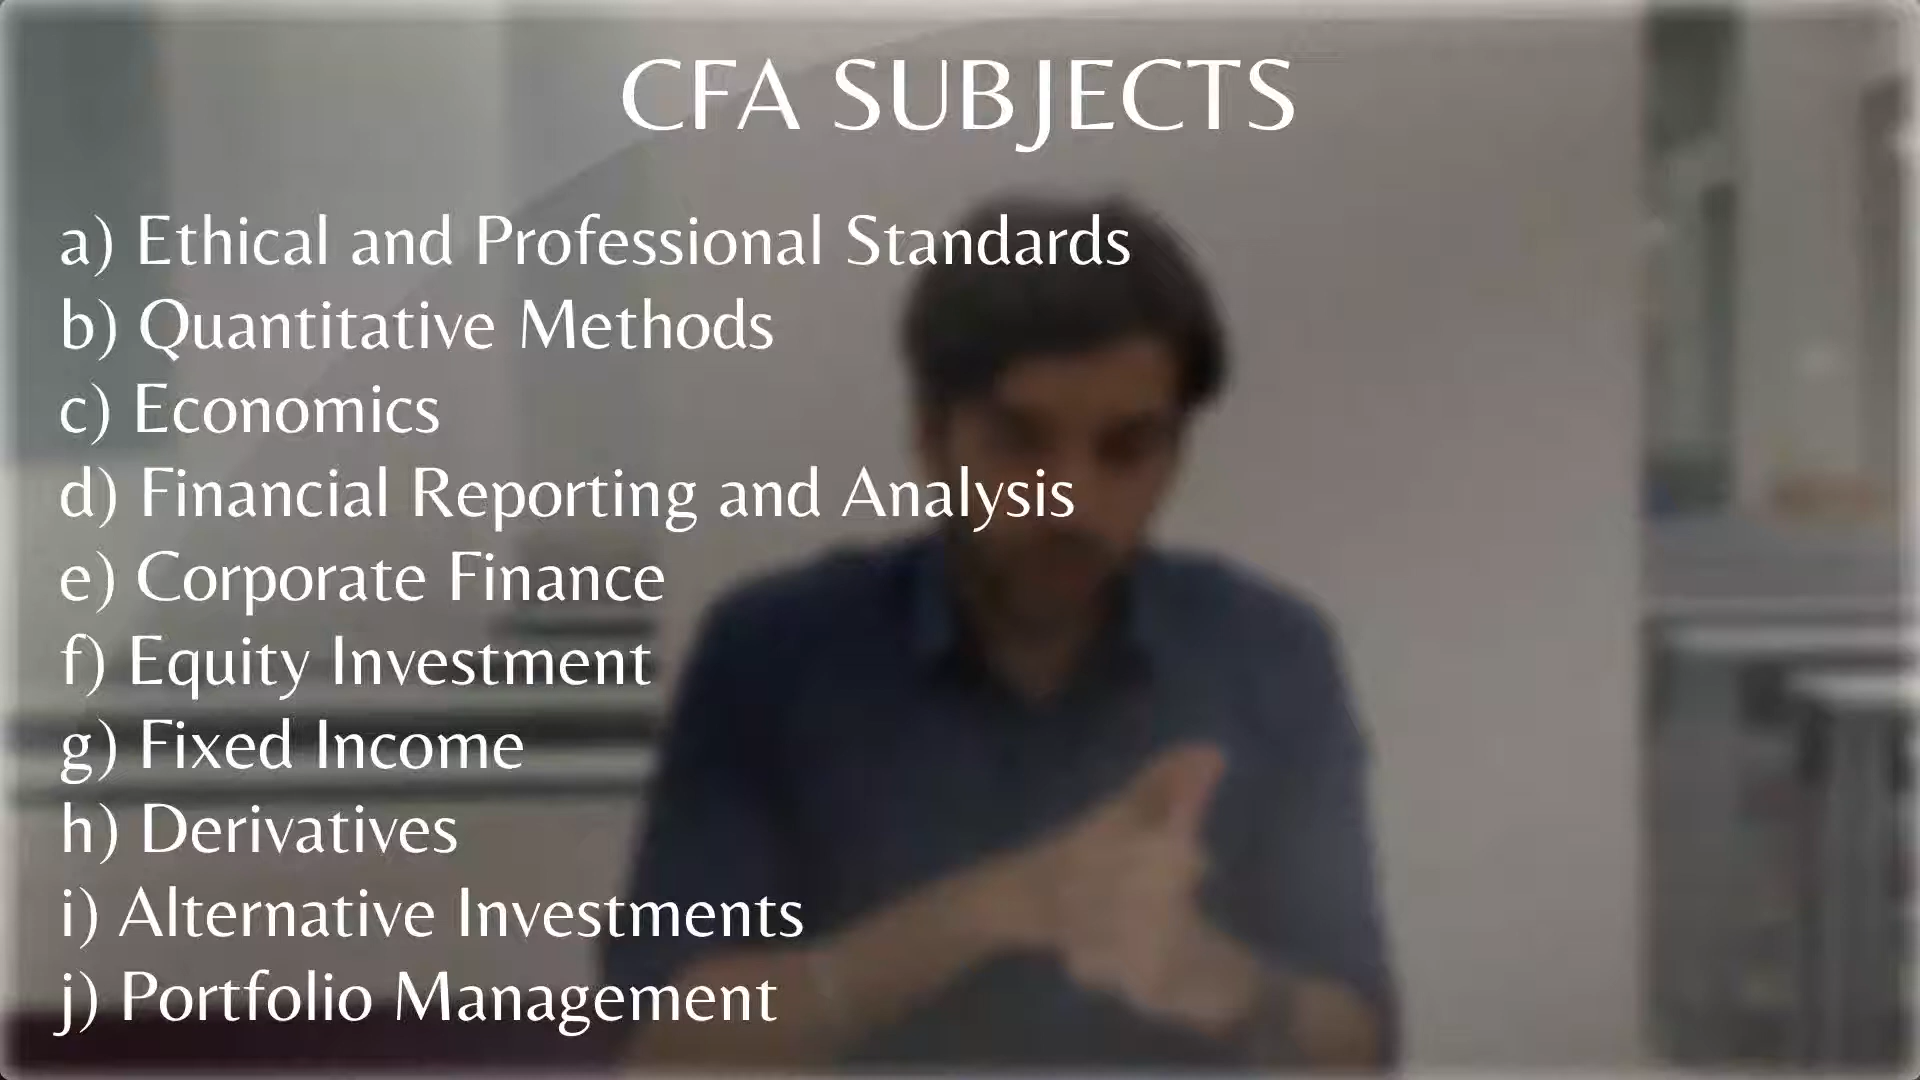 CFA SUBJECTS
a) Ethical and Professional Standards
b) Quantitative Methods
c) Economics
d) Financial Reporting and Analysis
e) Corporate Finance
f) Equity Investment
g) Fixed Income
h) Derivatives
i) Alternative Investments
j) Portfolio Management